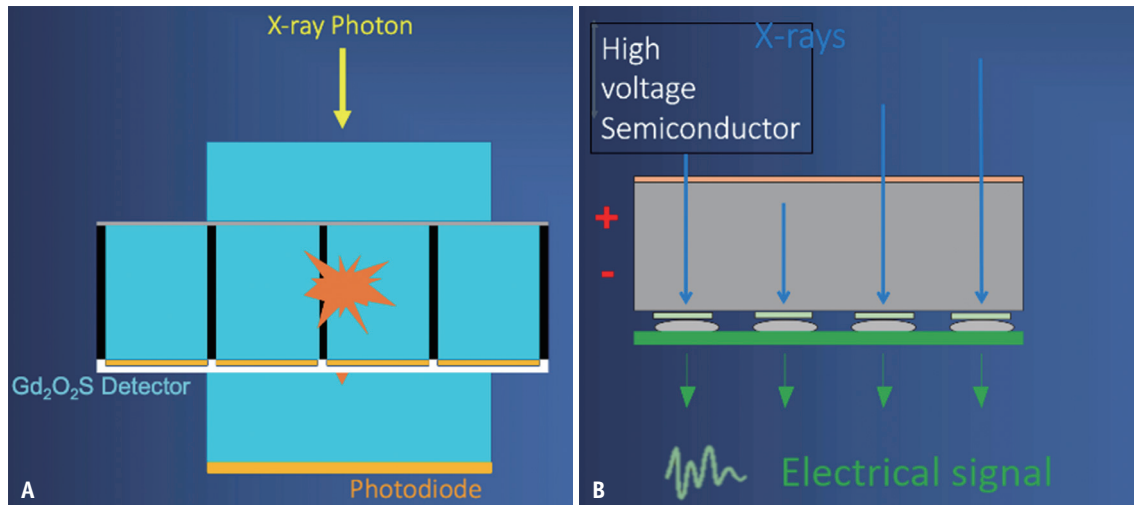 X-ray Photon
Gd₂O₂S Detector
Photodiode
A
X-rays
High
voltage
Semiconductor
+
-
Electrical signal
B